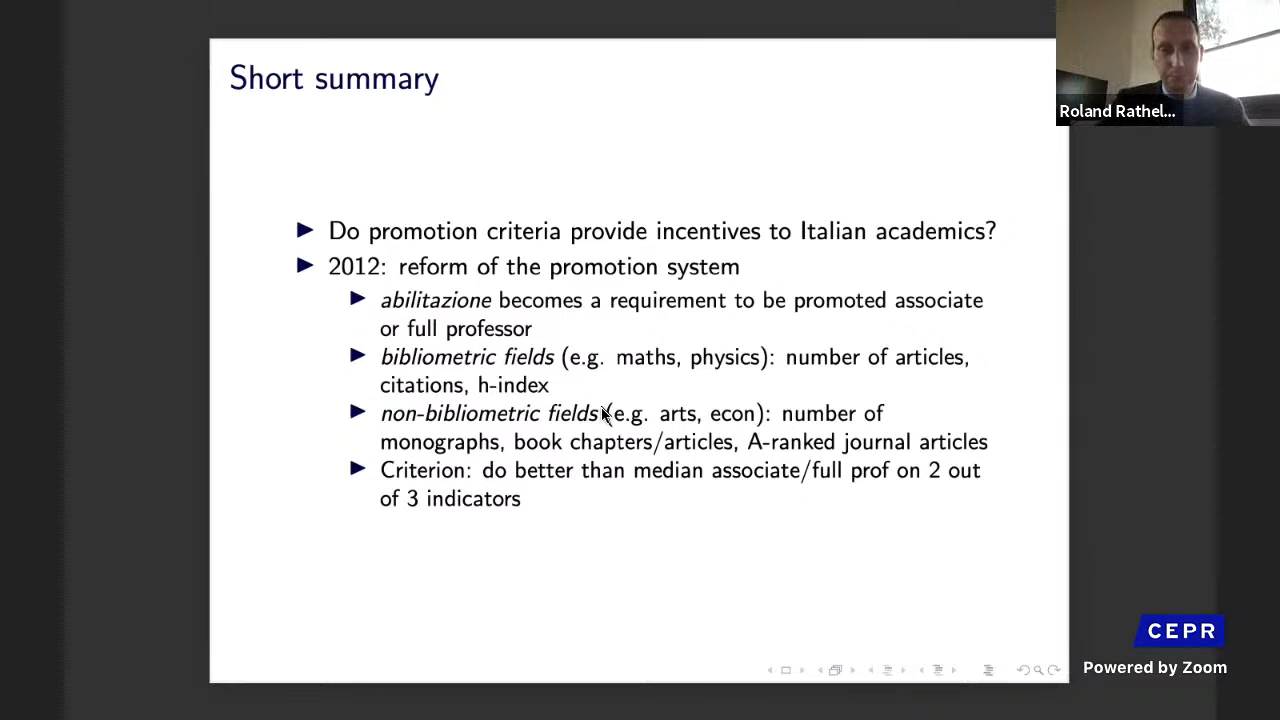 Short summary
Roland Rathel...
▶ Do promotion criteria provide incentives to Italian academics?
▶ 2012: reform of the promotion system
▶ abilitazione becomes a requirement to be promoted associate
or full professor
▶ bibliometric fields (e.g. maths, physics): number of articles,
citations, h-index
▶ non-bibliometric fields (e.g. arts, econ): number of
monographs, book chapters/articles, A-ranked journal articles
▶ Criterion: do better than median associate/full prof on 2 out
of 3 indicators
CEPR
Powered by Zoom